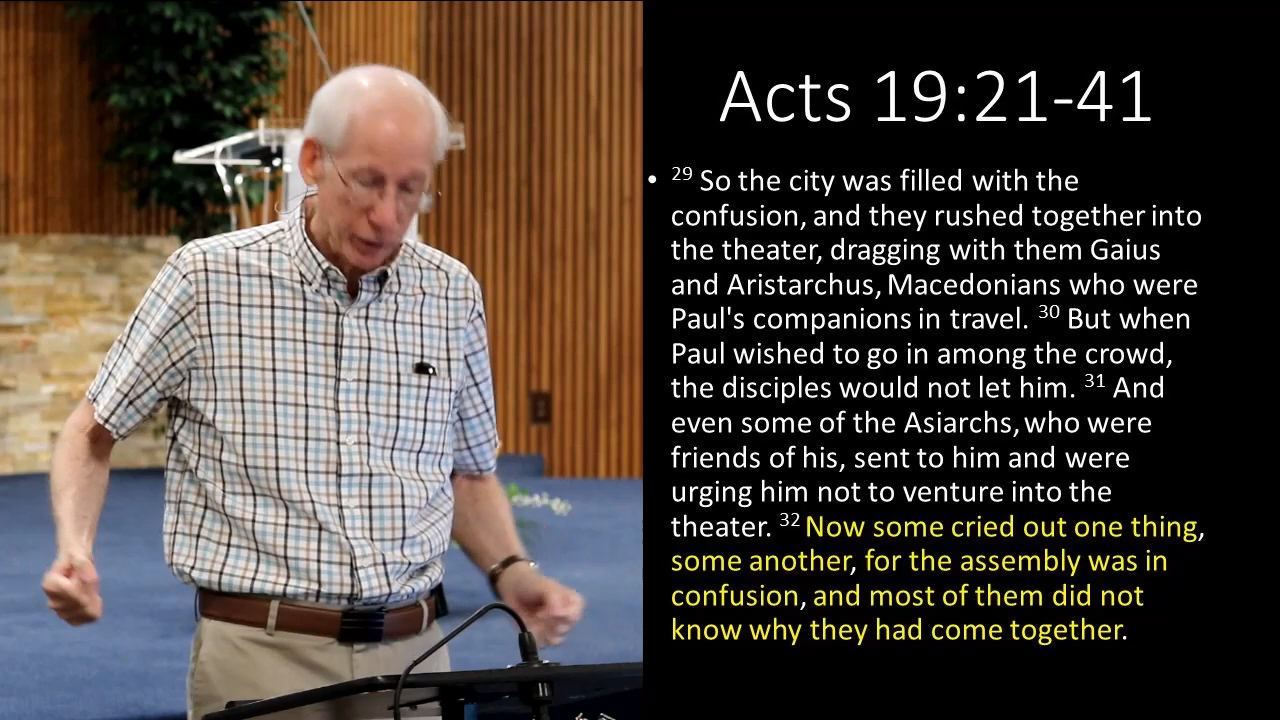 Acts 19:21-41
• 29 So the city was filled with the
confusion, and they rushed together into
the theater, dragging with them Gaius
and Aristarchus, Macedonians who were
Paul's companions in travel. 30 But when
Paul wished to go in among the crowd,
the disciples would not let him. 31 And
even some of the Asiarchs, who were
friends of his, sent to him and were
urging him not to venture into the
theater. 32 Now some cried out one thing,
some another, for the assembly was in
confusion, and most of them did not
know why they had come together.